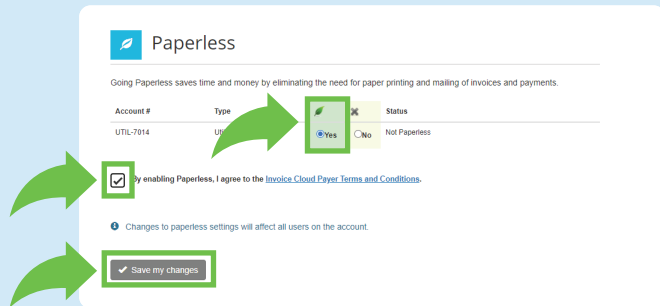 Paperless
Going Paperless saves time and money by eliminating the need for paper printing and mailing of invoices and payments.
Account # Type Status
UTIL-7014 Yes No Not Paperless
By enabling Paperless, I agree to the Invoice Cloud Payer Terms and Conditions.
Changes to paperless settings will affect all users on the account.
Save my changes